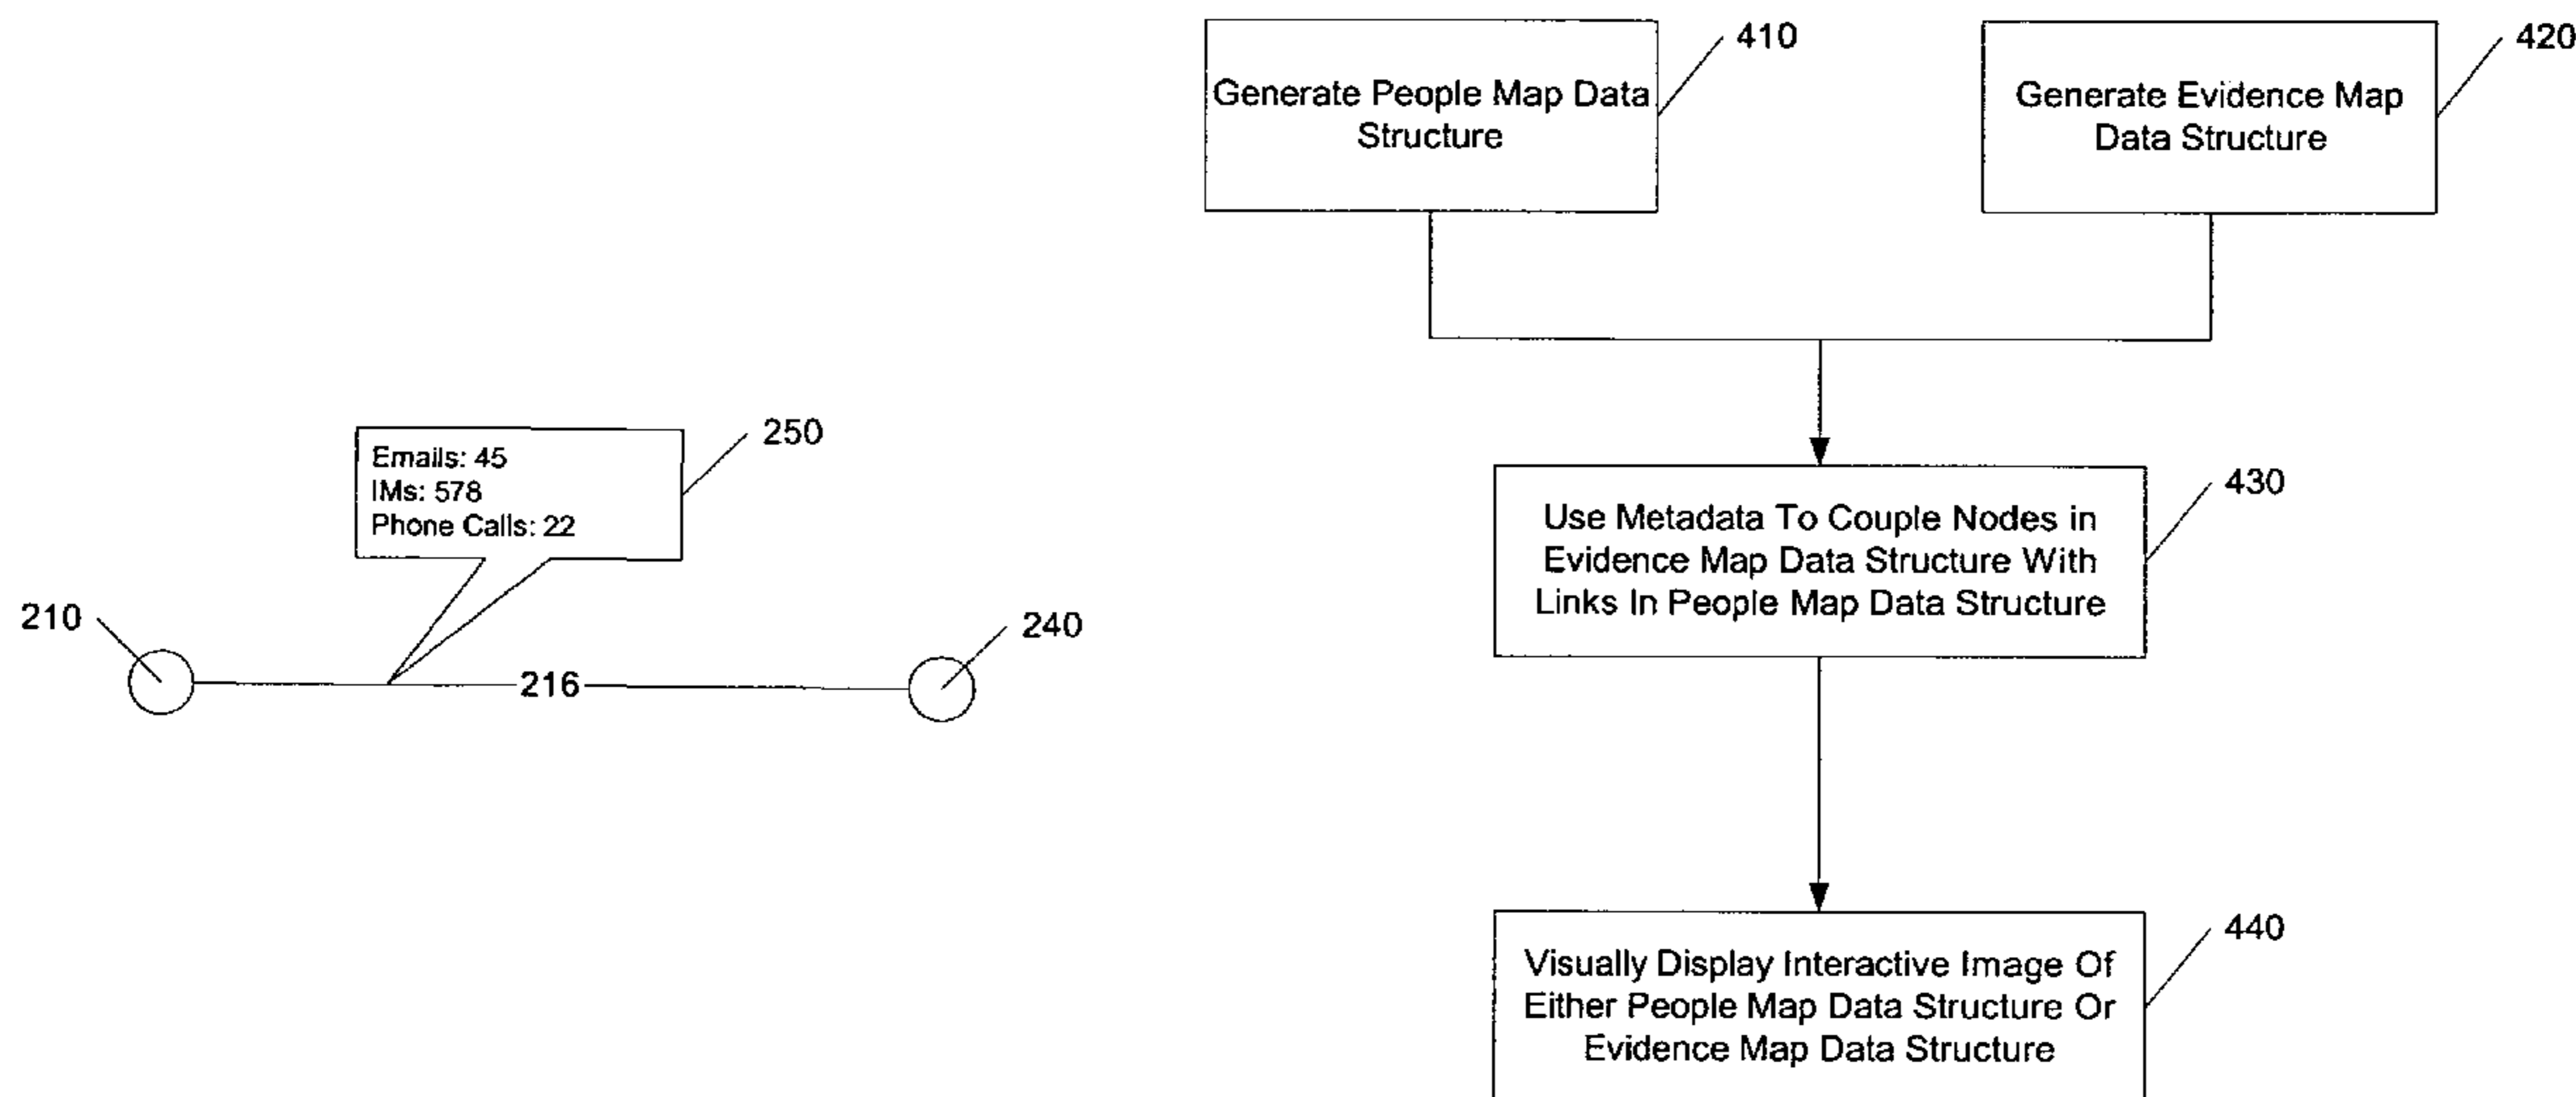 250
Emails: 45
IMs: 578
Phone Calls: 22
210
240
216
410
Generate People Map Data
Structure
420
Generate Evidence Map
Data Structure
430
Use Metadata To Couple Nodes in
Evidence Map Data Structure With
Links In People Map Data Structure
440
Visually Display Interactive Image Of
Either People Map Data Structure Or
Evidence Map Data Structure